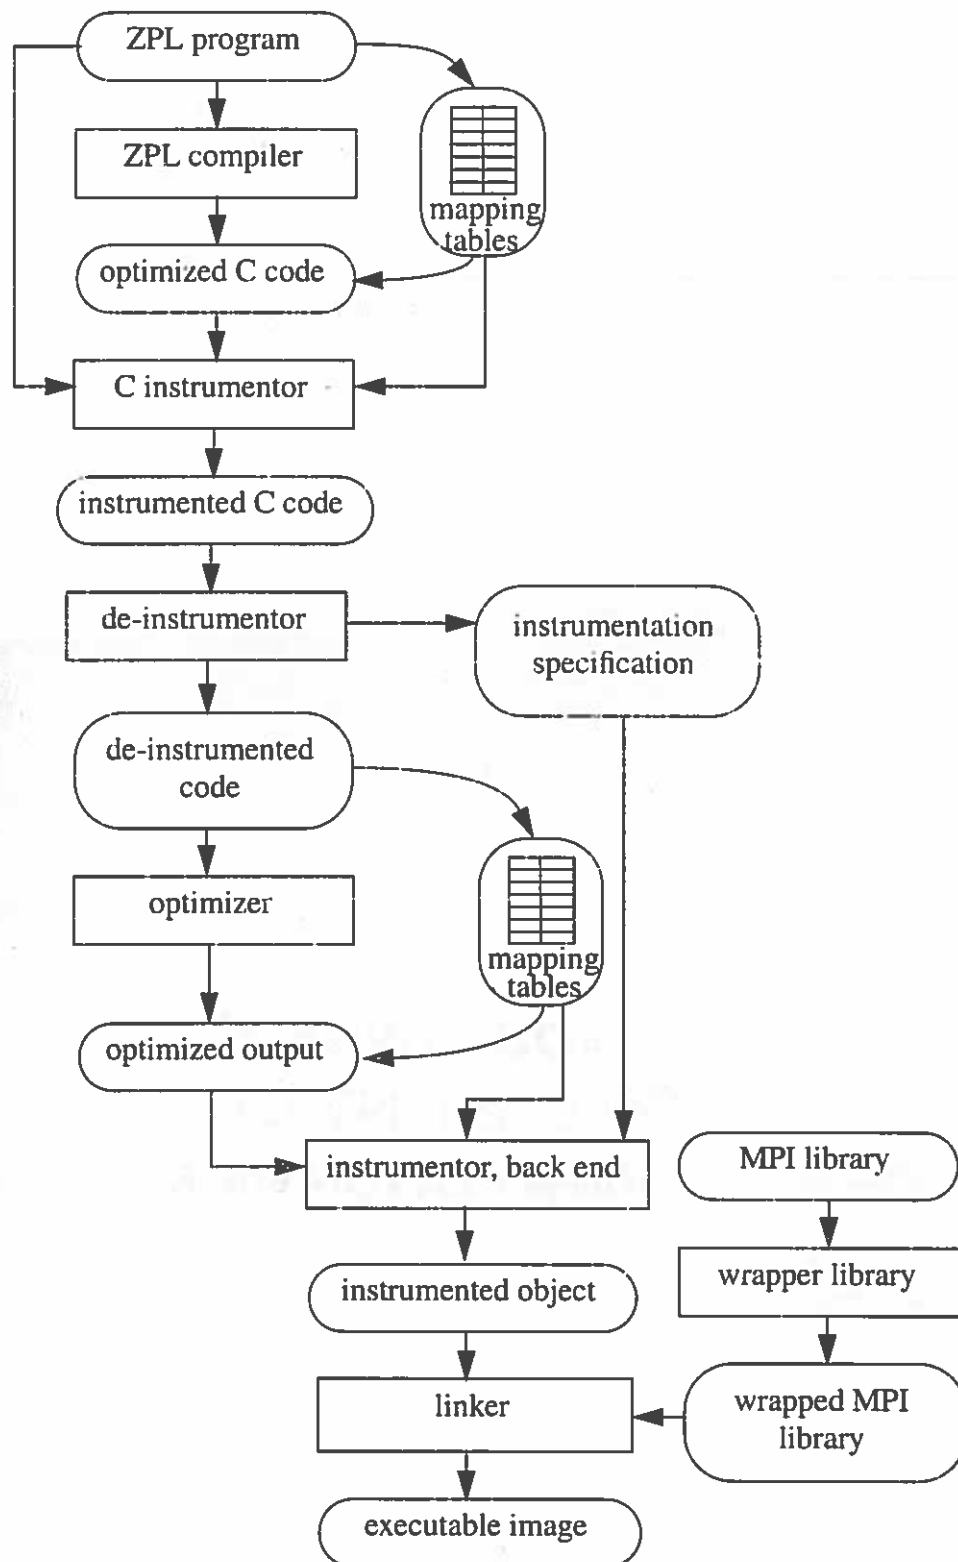 ZPL program
ZPL compiler
mapping
tables
optimized C code
C instrumentor
instrumented C code
de-instrumentor
instrumentation
specification
de-instrumented
code
optimizer
mapping
tables
optimized output
instrumentor, back end
MPI library
wrapper library
instrumented object
linker
wrapped MPI
library
executable image